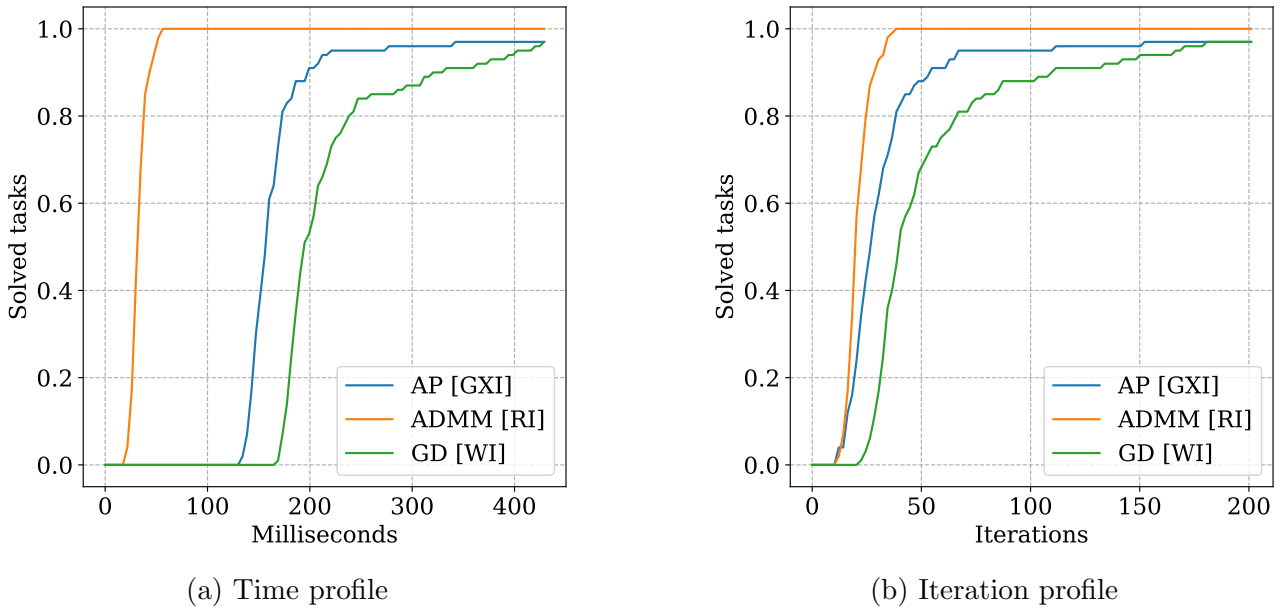 1.0
0.8
0.6
0.4
0.2
0.0
Solved tasks
0 100 200 300 400
Milliseconds
AP [GXI]
ADMM [RI]
GD [WI]
(a) Time profile
1.0
0.8
0.6
0.4
0.2
0.0
Solved tasks
0 50 100 150 200
Iterations
AP [GXI]
ADMM [RI]
GD [WI]
(b) Iteration profile